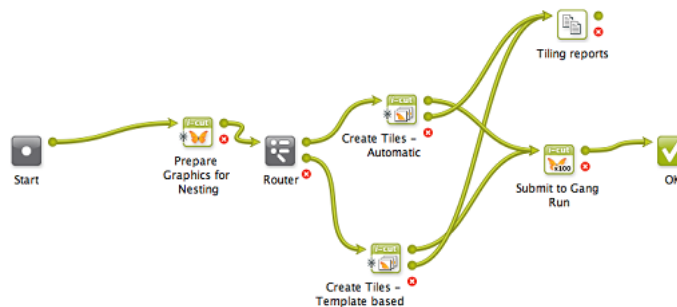 Tiling reports
i-cut
Create Tiles -
Automatic
i-cut
Prepare
Graphics for
Nesting
Start
Router
i-cut
x100
Submit to Gang
Run
OK
i-cut
Create Tiles -
Template based